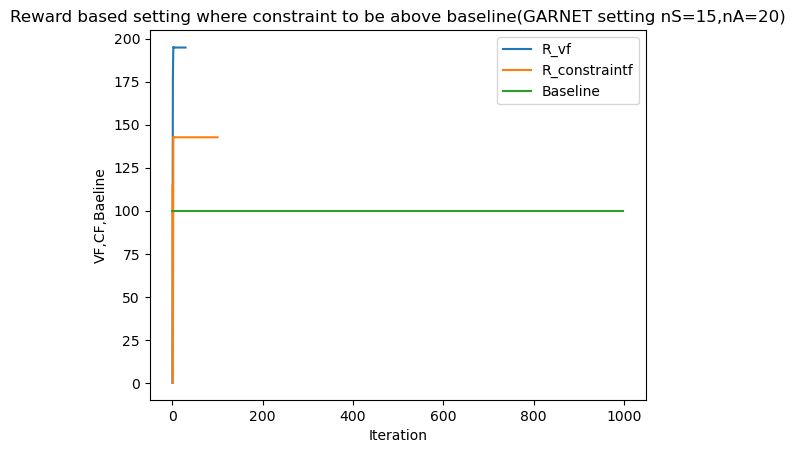 Reward based setting where constraint to be above baseline(GARNET setting nS=15,nA=20)
200
175
150
125
100
75
50
25
0
VF,CF,Baeline
R_vf
R_constraintf
Baseline
0 200 400 600 800 1000
Iteration